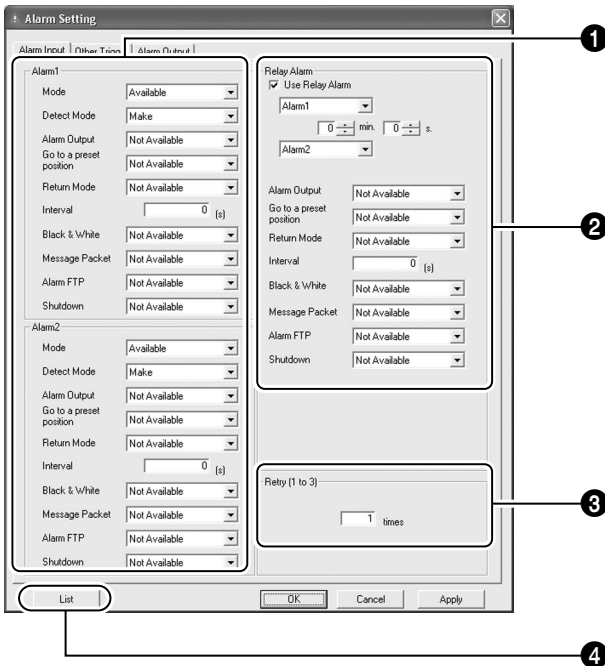 Alarm Setting
Alarm Input Other Trigg Alarm Output
Alarm1
Mode Available
Detect Mode Make
Alarm Output Not Available
Go to a preset position Not Available
Return Mode Not Available
Interval 0 (s)
Black & White Not Available
Message Packet Not Available
Alarm FTP Not Available
Shutdown Not Available
Alarm2
Mode Available
Detect Mode Make
Alarm Output Not Available
Go to a preset position Not Available
Return Mode Not Available
Interval 0 (s)
Black & White Not Available
Message Packet Not Available
Alarm FTP Not Available
Shutdown Not Available
Relay Alarm
Use Relay Alarm
Alarm1
0 min. 0 s.
Alarm2
Alarm Output Not Available
Go to a preset position Not Available
Return Mode Not Available
Interval 0 (s)
Black & White Not Available
Message Packet Not Available
Alarm FTP Not Available
Shutdown Not Available
Retry (1 to 3)
1 times
List OK Cancel Apply
1
2
3
4